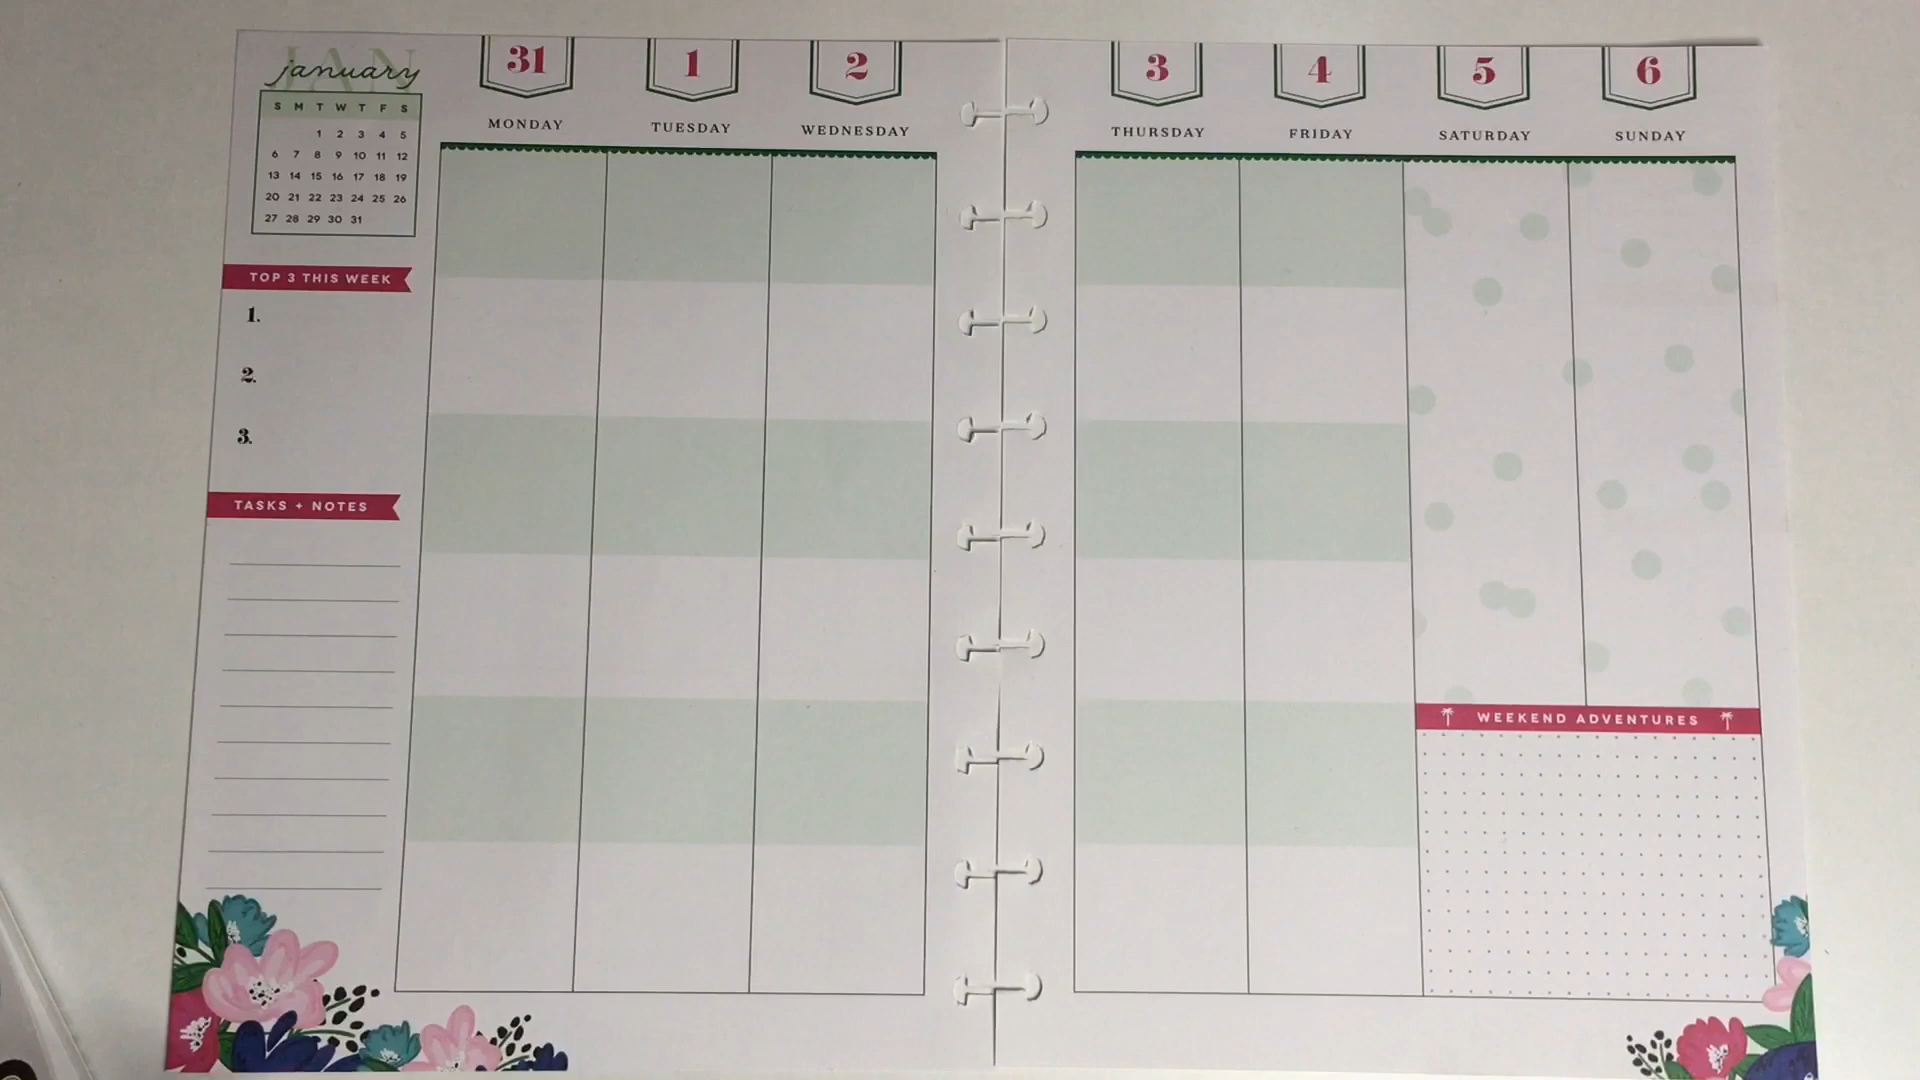 JAN
january
S M T W T F S
1 2 3 4 5
6 7 8 9 10 11 12
13 14 15 16 17 18 19
20 21 22 23 24 25 26
27 28 29 30 31
TOP 3 THIS WEEK
1.
2.
3.
TASKS + NOTES
31 1 2
MONDAY TUESDAY WEDNESDAY
3 4 5 6
THURSDAY FRIDAY SATURDAY SUNDAY
WEEKEND ADVENTURES